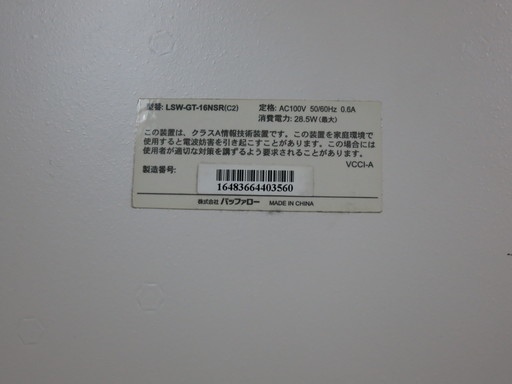 型番: LSW-GT-16NSR(C2) 定格: AC100V 50/60Hz 0.6A
消費電力: 28.5W(最大)
この装置は、クラスA情報技術装置です。この装置を家庭環境で
使用すると電波妨害を引き起こすことがあります。この場合には
使用者が適切な対策を講ずるよう要求されることがあります。
VCCI-A
製造番号:
16483664403560
株式会社 バッファロー MADE IN CHINA